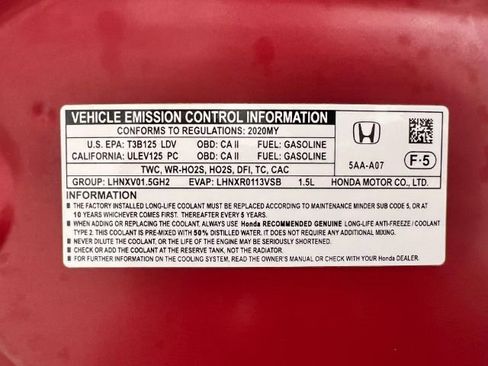 VEHICLE EMISSION CONTROL INFORMATION
CONFORMS TO REGULATIONS: 2020MY
U.S. EPA: T3B125 LDV OBD: CA II FUEL: GASOLINE
CALIFORNIA: ULEV125 PC OBD: CA II FUEL: GASOLINE
TWC, WR-HO2S, HO2S, DFI, TC, CAC
5AA-A07 F-5
GROUP: LHNXV01.5GH2 EVAP: LHNXR0113VSB 1.5L HONDA MOTOR CO., LTD.
INFORMATION
■ THE FACTORY INSTALLED LONG-LIFE COOLANT MUST BE REPLACED ACCORDING TO MAINTENANCE MINDER SUB CODE 5, OR AT
10 YEARS WHICHEVER COMES FIRST. THEREAFTER EVERY 5 YEARS.
■ WHEN ADDING OR REPLACING THE COOLANT, ALWAYS USE Honda RECOMMENDED GENUINE LONG-LIFE ANTI-FREEZE / COOLANT
TYPE 2. THIS COOLANT IS PRE-MIXED WITH 50% DISTILLED WATER. IT DOES NOT REQUIRE ANY ADDITIONAL MIXING.
■ NEVER DILUTE THE COOLANT, OR THE LIFE OF THE ENGINE MAY BE SERIOUSLY SHORTENED.
■ CHECK OR ADD THE COOLANT AT THE RESERVE TANK, NOT THE RADIATOR.
■ FOR FURTHER INFORMATION ON THE COOLING SYSTEM, READ THE OWNER'S MANUAL OR CHECK WITH YOUR Honda DEALER.